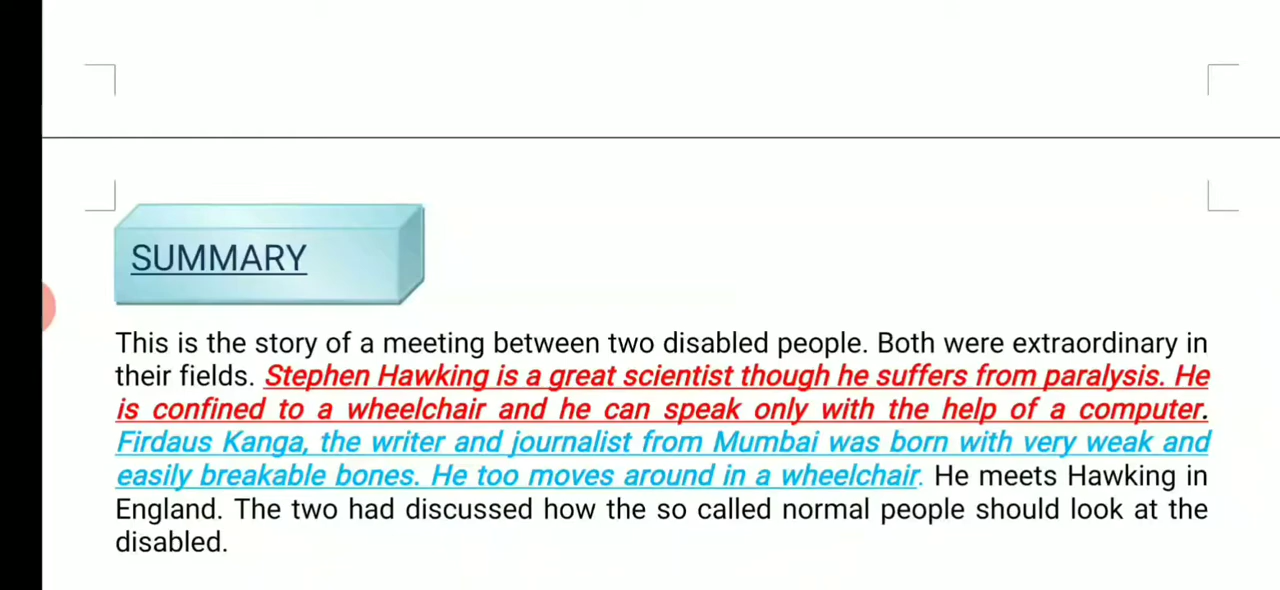 SUMMARY
This is the story of a meeting between two disabled people. Both were extraordinary in
their fields. Stephen Hawking is a great scientist though he suffers from paralysis. He
is confined to a wheelchair and he can speak only with the help of a computer.
Firdaus Kanga, the writer and journalist from Mumbai was born with very weak and
easily breakable bones. He too moves around in a wheelchair. He meets Hawking in
England. The two had discussed how the so called normal people should look at the
disabled.